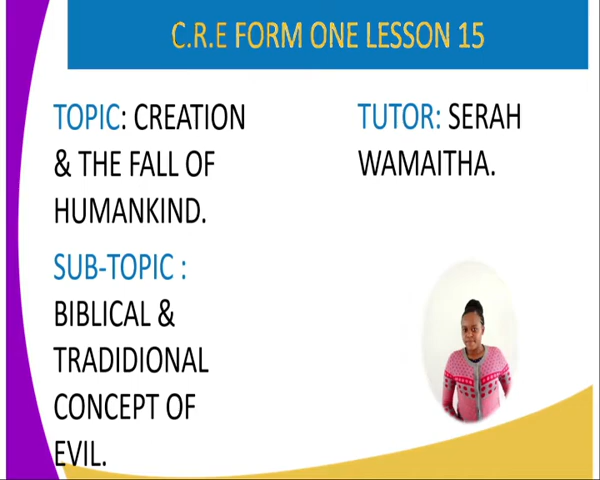 C.R.E FORM ONE LESSON 15
TOPIC: CREATION
& THE FALL OF
HUMANKIND.
SUB-TOPIC :
BIBLICAL &
TRADIDIONAL
CONCEPT OF
EVIL.
TUTOR: SERAH
WAMAITHA.